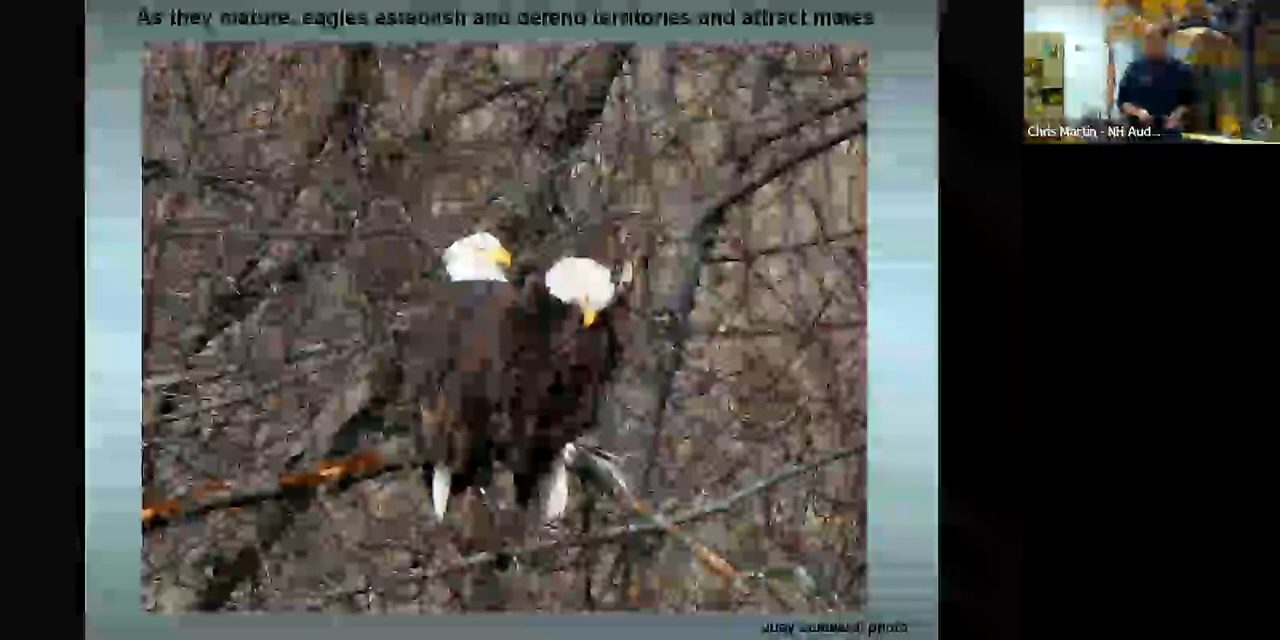 As they mature, eagles establish and defend territories and attract mates
Chris Martin - NH Aud...
photo